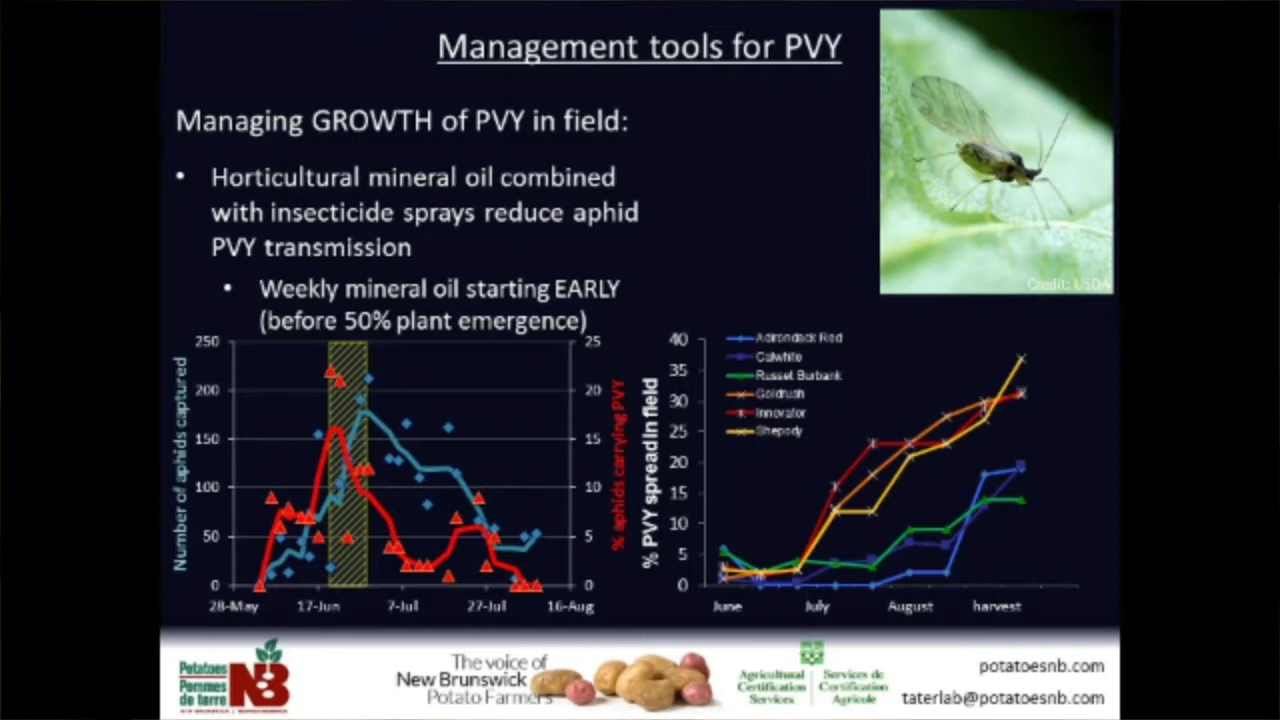 Management tools for PVY
Managing GROWTH of PVY in field:
• Horticultural mineral oil combined
with insecticide sprays reduce aphid
PVY transmission
• Weekly mineral oil starting EARLY
(before 50% plant emergence)
Credit: USDA
Number of aphids captured
250
200
150
100
50
0
28-May 17-Jun 7-Jul 27-Jul 16-Aug
25
20
15
10
5
0
% aphids carrying PVY
% PVY spread in field
40
35
30
25
20
15
10
5
0
Adirondack Red
Calwhite
Russet Burbank
Goldrush
Innovator
Shepody
June July August harvest
Potatoes
Pommes
de terre
NB
The voice of
New Brunswick
Potato Farmers
Agricultural
Certification
Services
Services de
Certification
Agricole
potatoesnb.com
taterlab@potatoesnb.com